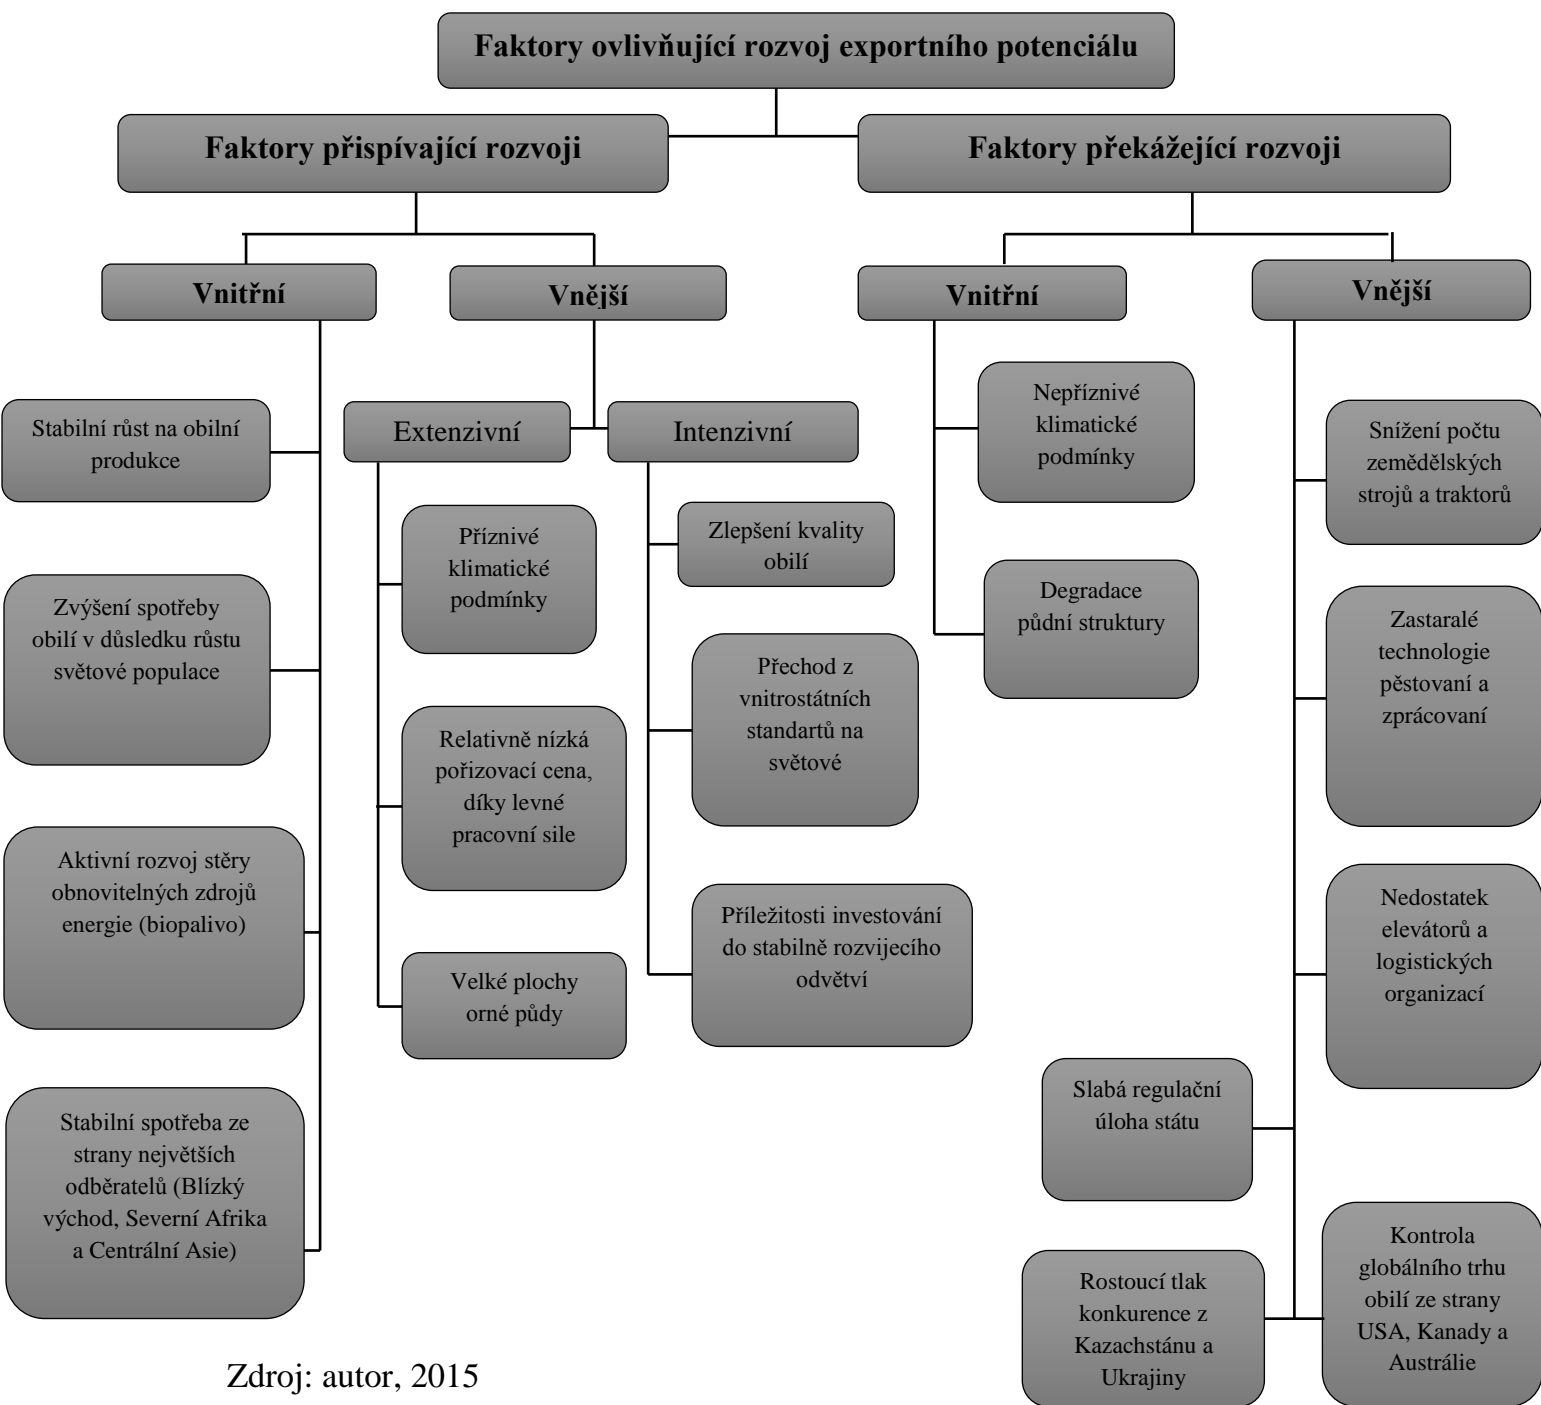 Faktory ovlivňující rozvoj exportního potenciálu
Faktory přispívající rozvoji
Faktory překážející rozvoji
Vnitřní
Vnější
Vnitřní
Vnější
Stabilní růst na obilní
produkce
Zvýšení spotřeby
obilí v důsledku růstu
světové populace
Aktivní rozvoj stěry
obnovitelných zdrojů
energie (biopalivo)
Stabilní spotřeba ze
strany největších
odběratelů (Blízký
východ, Severní Afrika
a Centrální Asie)
Extenzivní
Příznivé
klimatické
podmínky
Relativně nízká
pořizovací cena,
díky levné
pracovní sile
Velké plochy
orné půdy
Intenzivní
Zlepšení kvality
obilí
Přechod z
vnitrostátních
standartů na
světové
Příležitosti investování
do stabilně rozvijecího
odvětví
Nepříznivé
klimatické
podmínky
Degradace
půdní struktury
Snížení počtu
zemědělských
strojů a traktorů
Zastaralé
technologie
pěstovaní a
zprácovaní
Nedostatek
elevátorů a
logistických
organizací
Slabá regulační
úloha státu
Rostoucí tlak
konkurence z
Kazachstánu a
Ukrajiny
Kontrola
globálního trhu
obilí ze strany
USA, Kanady a
Austrálie
Zdroj: autor, 2015